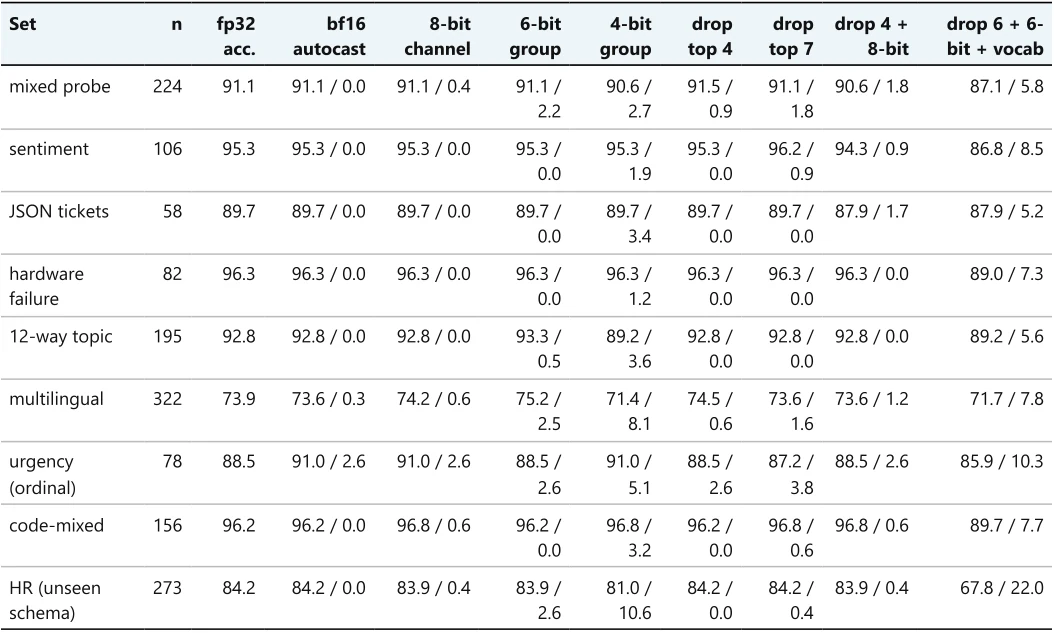 Set n fp32 acc. bf16 autocast 8-bit channel 6-bit group 4-bit group drop top 4 drop top 7 drop 4 + 8-bit drop 6 + 6-bit + vocab
mixed probe 224 91.1 91.1 / 0.0 91.1 / 0.4 91.1 / 2.2 90.6 / 2.7 91.5 / 0.9 91.1 / 1.8 90.6 / 1.8 87.1 / 5.8
sentiment 106 95.3 95.3 / 0.0 95.3 / 0.0 95.3 / 0.0 95.3 / 1.9 95.3 / 0.0 96.2 / 0.9 94.3 / 0.9 86.8 / 8.5
JSON tickets 58 89.7 89.7 / 0.0 89.7 / 0.0 89.7 / 0.0 89.7 / 3.4 89.7 / 0.0 89.7 / 0.0 87.9 / 1.7 87.9 / 5.2
hardware failure 82 96.3 96.3 / 0.0 96.3 / 0.0 96.3 / 0.0 96.3 / 1.2 96.3 / 0.0 96.3 / 0.0 96.3 / 0.0 89.0 / 7.3
12-way topic 195 92.8 92.8 / 0.0 92.8 / 0.0 93.3 / 0.5 89.2 / 3.6 92.8 / 0.0 92.8 / 0.0 92.8 / 0.0 89.2 / 5.6
multilingual 322 73.9 73.6 / 0.3 74.2 / 0.6 75.2 / 2.5 71.4 / 8.1 74.5 / 0.6 73.6 / 1.6 73.6 / 1.2 71.7 / 7.8
urgency (ordinal) 78 88.5 91.0 / 2.6 91.0 / 2.6 88.5 / 2.6 91.0 / 5.1 88.5 / 2.6 87.2 / 3.8 88.5 / 2.6 85.9 / 10.3
code-mixed 156 96.2 96.2 / 0.0 96.8 / 0.6 96.2 / 0.0 96.8 / 3.2 96.2 / 0.0 96.8 / 0.6 96.8 / 0.6 89.7 / 7.7
HR (unseen schema) 273 84.2 84.2 / 0.0 83.9 / 0.4 83.9 / 2.6 81.0 / 10.6 84.2 / 0.0 84.2 / 0.4 83.9 / 0.4 67.8 / 22.0